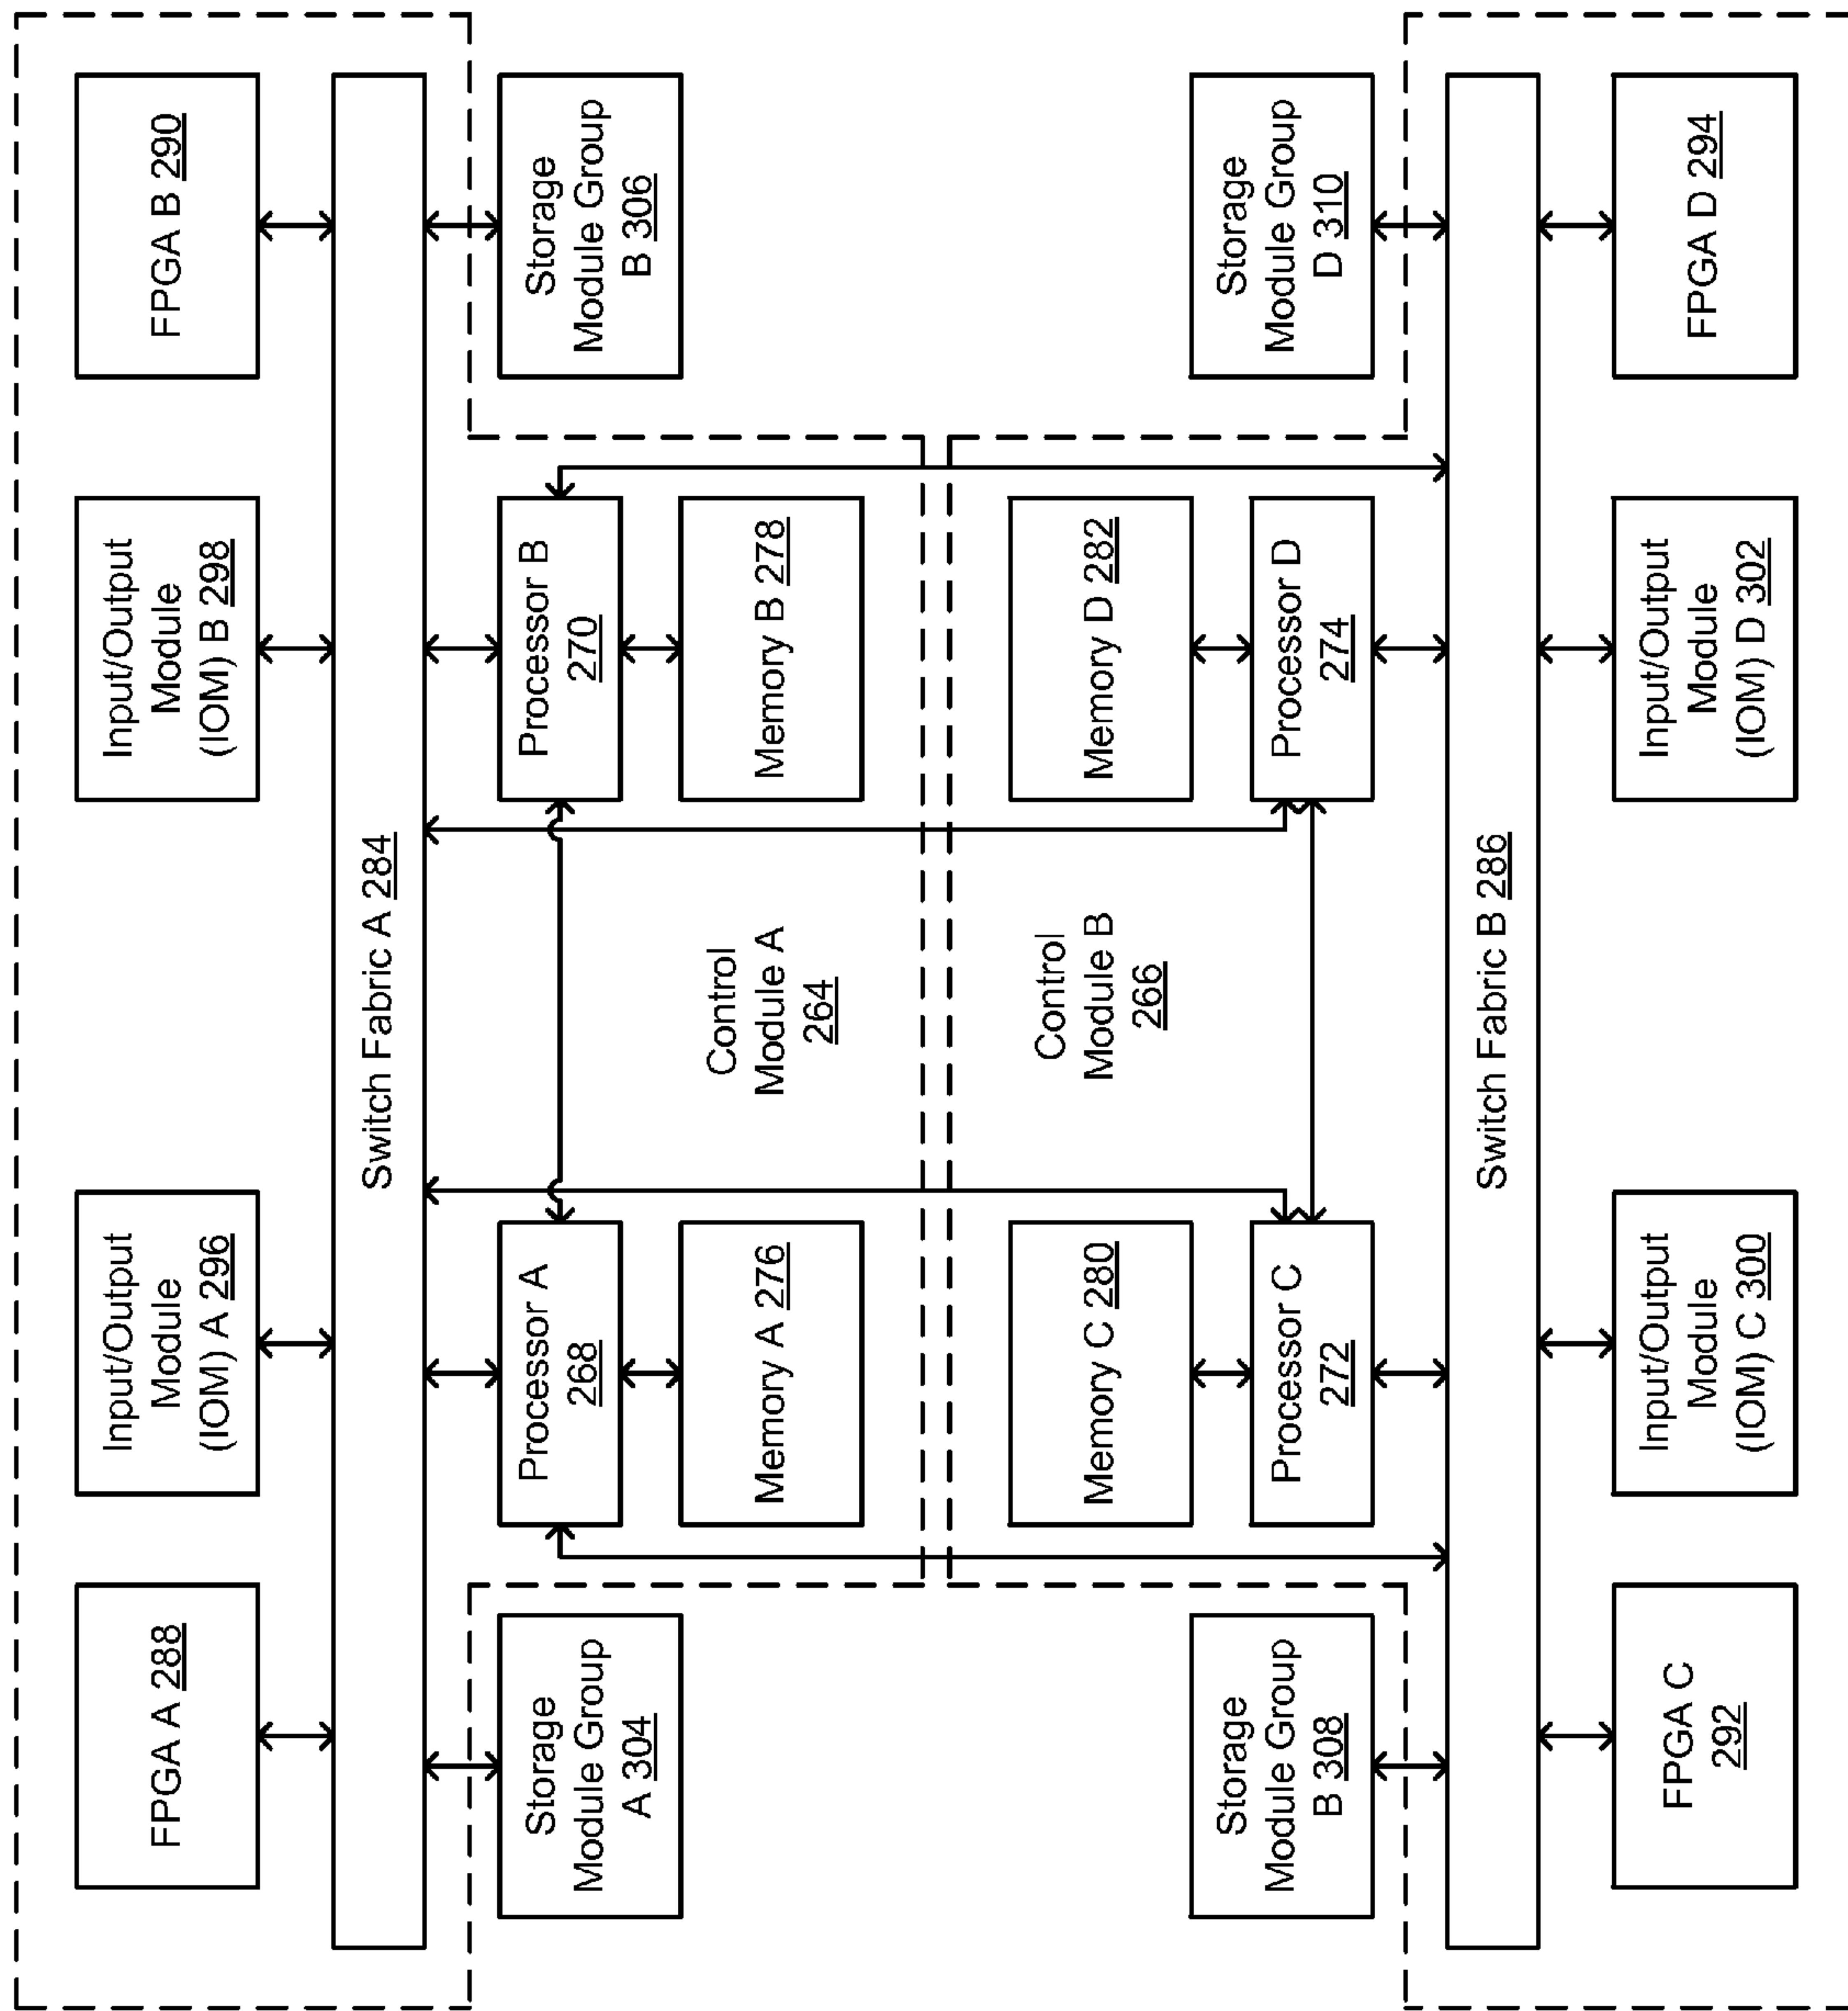 FPGA A 288
Input/Output
Module
(IOM) A 296
Input/Output
Module
(IOM) B 298
FPGA B 290
Switch Fabric A 284
Storage
Module Group
A 304
Processor A
268
Processor B
270
Storage
Module Group
B 306
Memory A 276
Control
Module A
264
Memory B 278
Memory C 280
Control
Module B
266
Memory D 282
Storage
Module Group
B 308
Processor C
272
Processor D
274
Storage
Module Group
D 310
Switch Fabric B 286
FPGA C
292
Input/Output
Module
(IOM) C 300
Input/Output
Module
(IOM) D 302
FPGA D 294